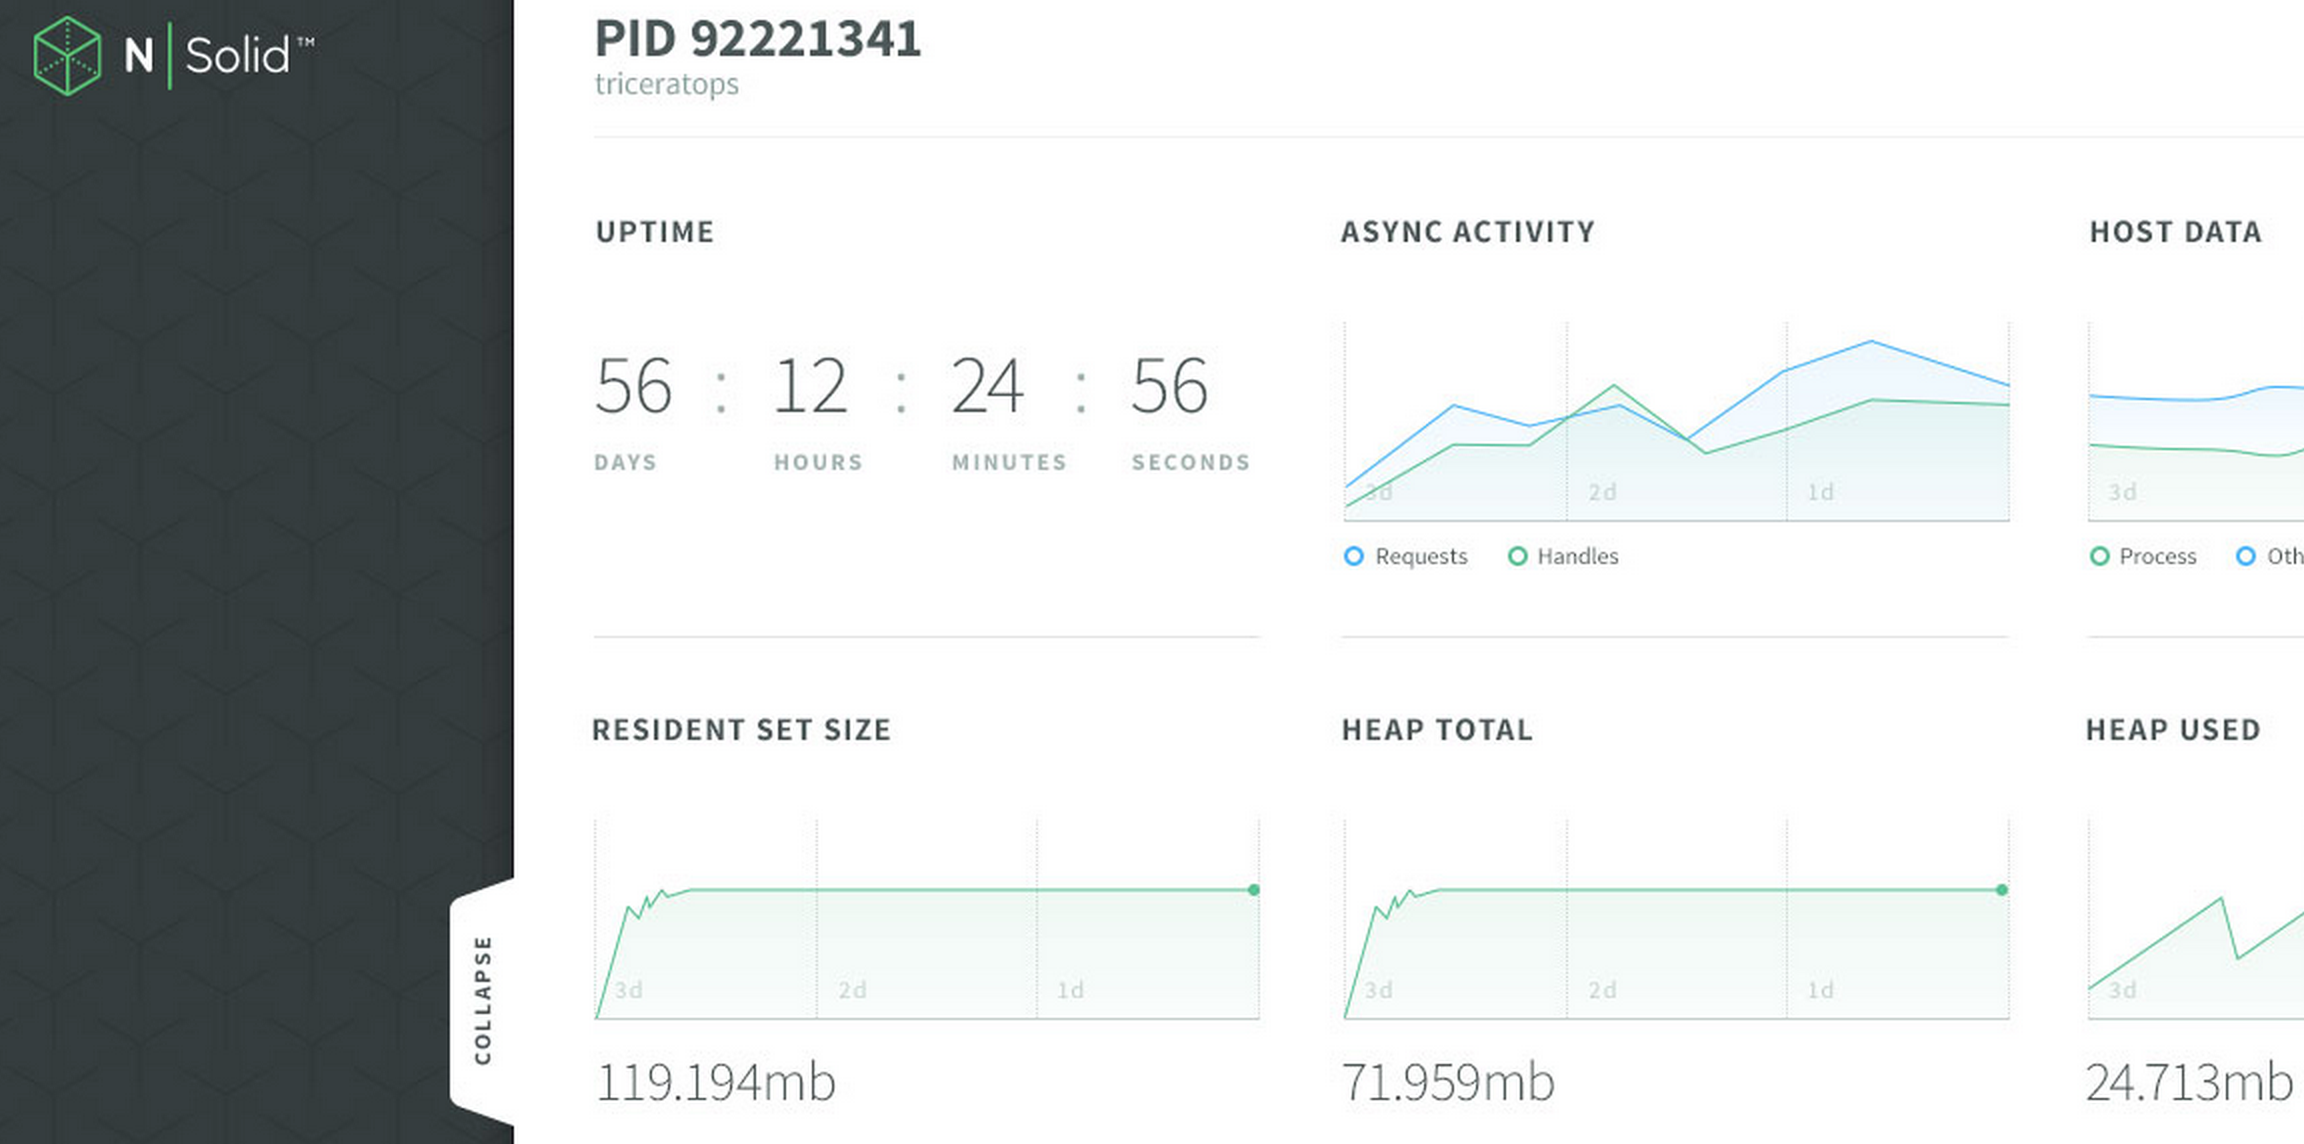 N Solid™
PID 92221341
triceratops
UPTIME
56 : 12 : 24 : 56
DAYS HOURS MINUTES SECONDS
ASYNC ACTIVITY
3d 2d 1d
Requests Handles
HOST DATA
3d
Process Oth
RESIDENT SET SIZE
3d 2d 1d
119.194mb
HEAP TOTAL
3d 2d 1d
71.959mb
HEAP USED
3d
24.713mb
COLLAPSE